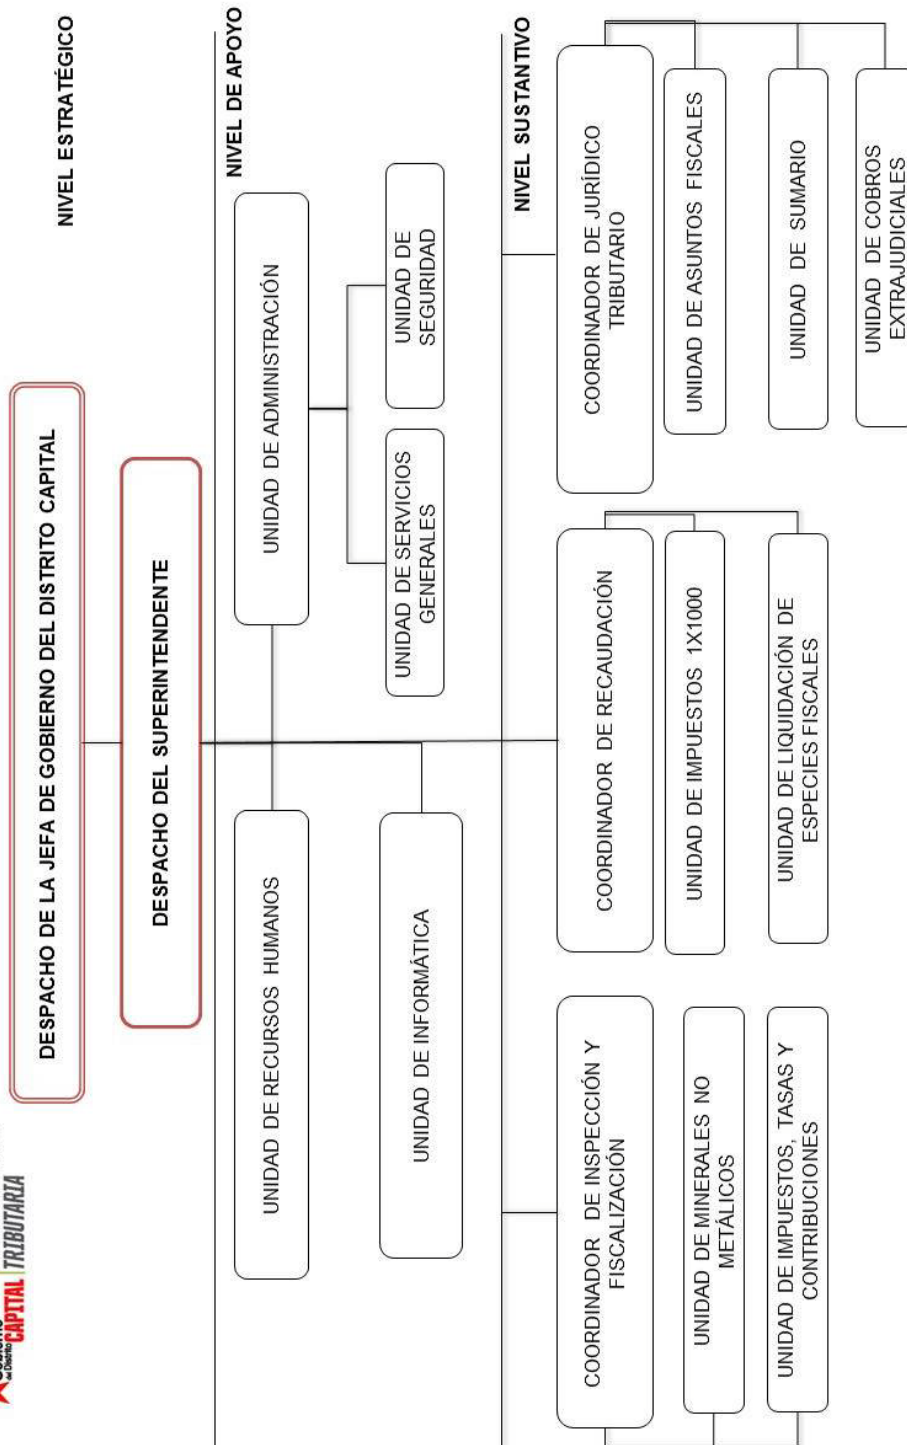 CAPITAL TRIBUTARIA
DESPACHO DE LA JEFA DE GOBIERNO DEL DISTRITO CAPITAL
NIVEL ESTRATÉGICO
DESPACHO DEL SUPERINTENDENTE
NIVEL DE APOYO
UNIDAD DE RECURSOS HUMANOS
UNIDAD DE ADMINISTRACIÓN
UNIDAD DE INFORMÁTICA
UNIDAD DE SERVICIOS
GENERALES
UNIDAD DE
SEGURIDAD
NIVEL SUSTANTIVO
COORDINADOR DE INSPECCIÓN Y
FISCALIZACIÓN
COORDINADOR DE RECAUDACIÓN
COORDINADOR DE JURÍDICO
TRIBUTARIO
UNIDAD DE MINERALES NO
METÁLICOS
UNIDAD DE IMPUESTOS 1X1000
UNIDAD DE ASUNTOS FISCALES
UNIDAD DE IMPUESTOS, TASAS Y
CONTRIBUCIONES
UNIDAD DE LIQUIDACIÓN DE
ESPECIES FISCALES
UNIDAD DE SUMARIO
UNIDAD DE COBROS
EXTRAJUDICIALES